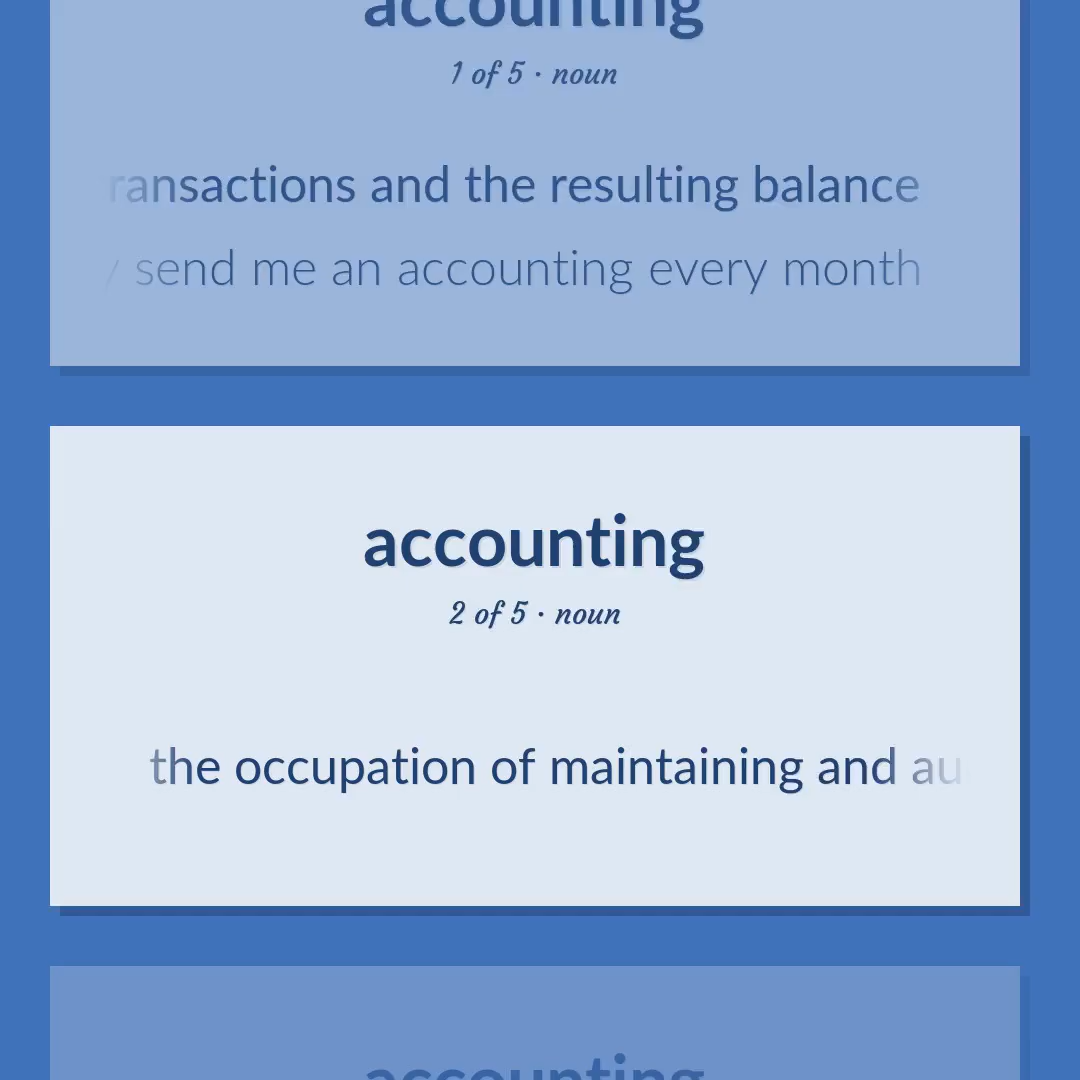 accounting
1 of 5 · noun
ransactions and the resulting balance
send me an accounting every month
accounting
2 of 5 · noun
the occupation of maintaining and au
accounting